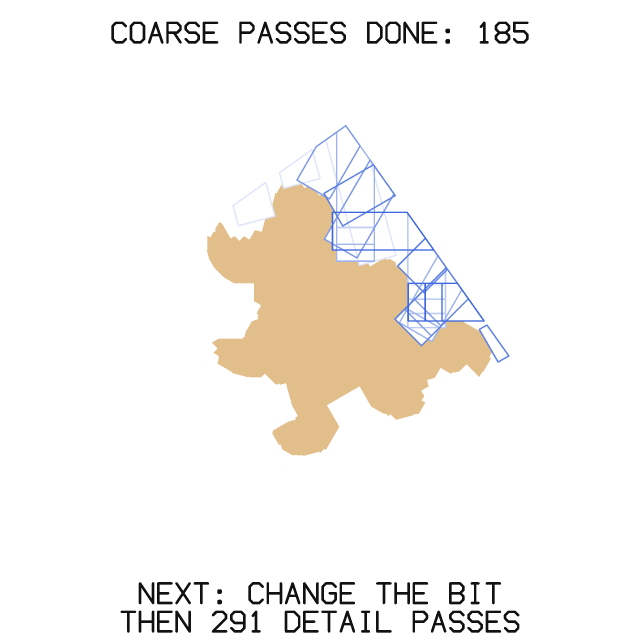 COARSE PASSES DONE: 185
NEXT: CHANGE THE BIT
THEN 291 DETAIL PASSES